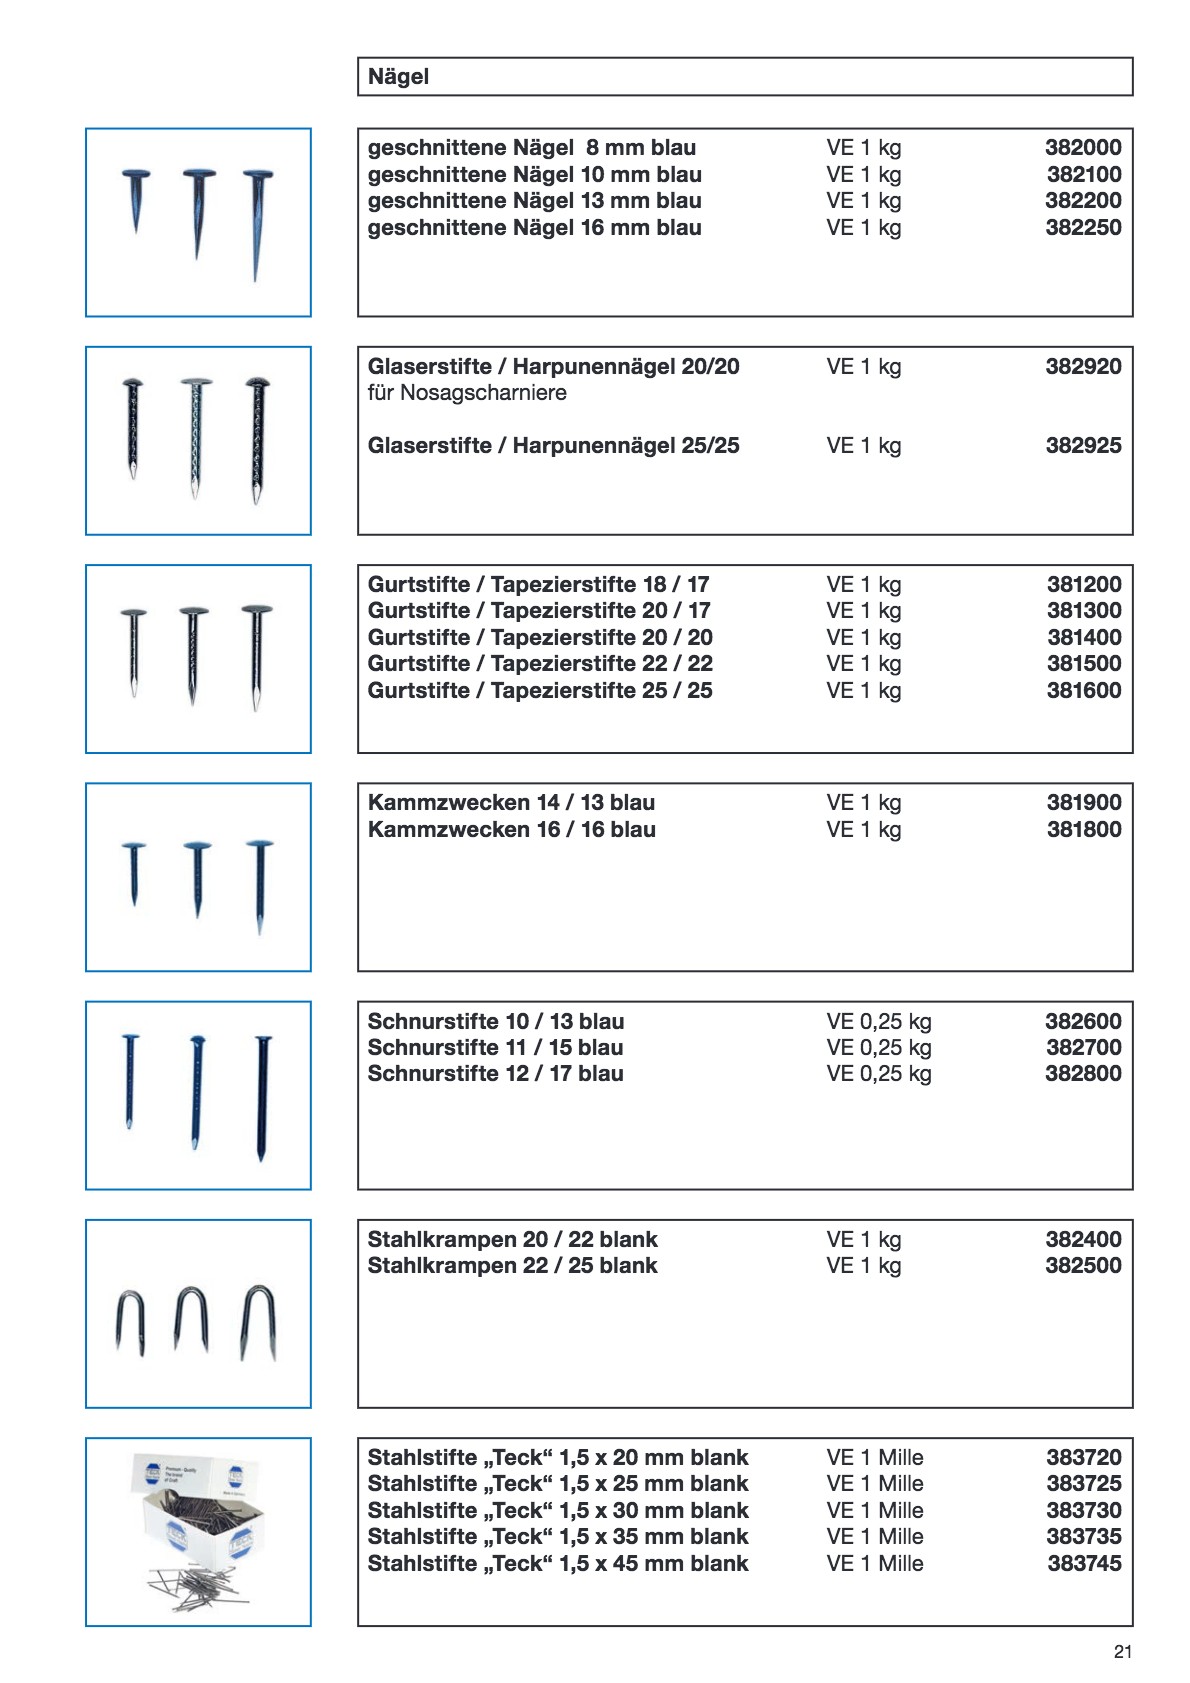 Nägel
geschnittene Nägel 8 mm blau VE 1 kg 382000
geschnittene Nägel 10 mm blau VE 1 kg 382100
geschnittene Nägel 13 mm blau VE 1 kg 382200
geschnittene Nägel 16 mm blau VE 1 kg 382250
Glaserstifte / Harpunennägel 20/20 VE 1 kg 382920
für Nosagscharniere
Glaserstifte / Harpunennägel 25/25 VE 1 kg 382925
Gurtstifte / Tapezierstifte 18 / 17 VE 1 kg 381200
Gurtstifte / Tapezierstifte 20 / 17 VE 1 kg 381300
Gurtstifte / Tapezierstifte 20 / 20 VE 1 kg 381400
Gurtstifte / Tapezierstifte 22 / 22 VE 1 kg 381500
Gurtstifte / Tapezierstifte 25 / 25 VE 1 kg 381600
Kammzwecken 14 / 13 blau VE 1 kg 381900
Kammzwecken 16 / 16 blau VE 1 kg 381800
Schnurstifte 10 / 13 blau VE 0,25 kg 382600
Schnurstifte 11 / 15 blau VE 0,25 kg 382700
Schnurstifte 12 / 17 blau VE 0,25 kg 382800
Stahlkrampen 20 / 22 blank VE 1 kg 382400
Stahlkrampen 22 / 25 blank VE 1 kg 382500
Premium - Quality
The brand
of Craft
Stahlstifte „Teck“ 1,5 x 20 mm blank VE 1 Mille 383720
Stahlstifte „Teck“ 1,5 x 25 mm blank VE 1 Mille 383725
Stahlstifte „Teck“ 1,5 x 30 mm blank VE 1 Mille 383730
Stahlstifte „Teck“ 1,5 x 35 mm blank VE 1 Mille 383735
Stahlstifte „Teck“ 1,5 x 45 mm blank VE 1 Mille 383745
21